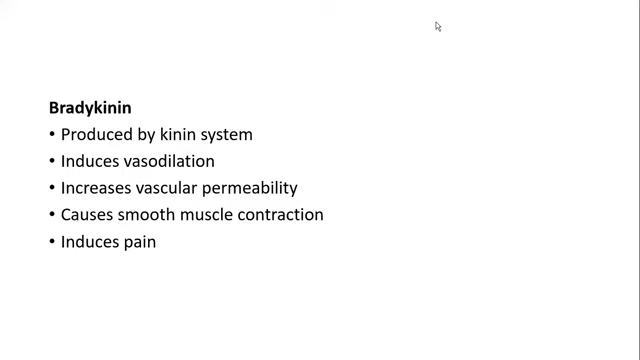 Bradykinin
• Produced by kinin system
• Induces vasodilation
• Increases vascular permeability
• Causes smooth muscle contraction
• Induces pain